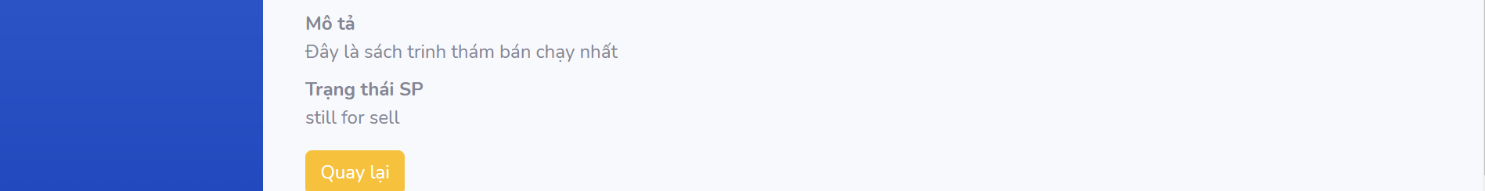 Mô tả
Đây là sách trinh thám bán chạy nhất
Trạng thái SP
still for sell
Quay lại